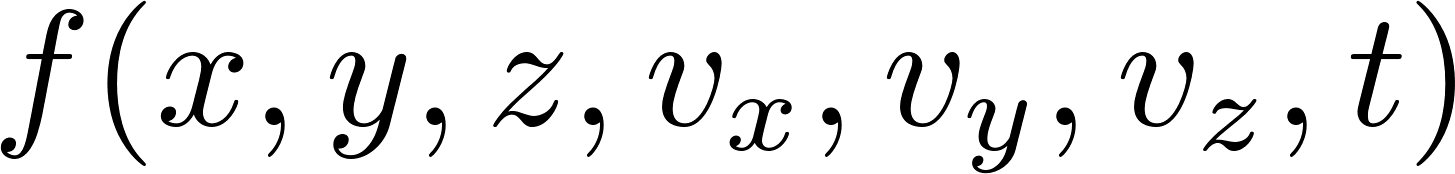 f(x, y, z, v_x, v_y, v_z, t)